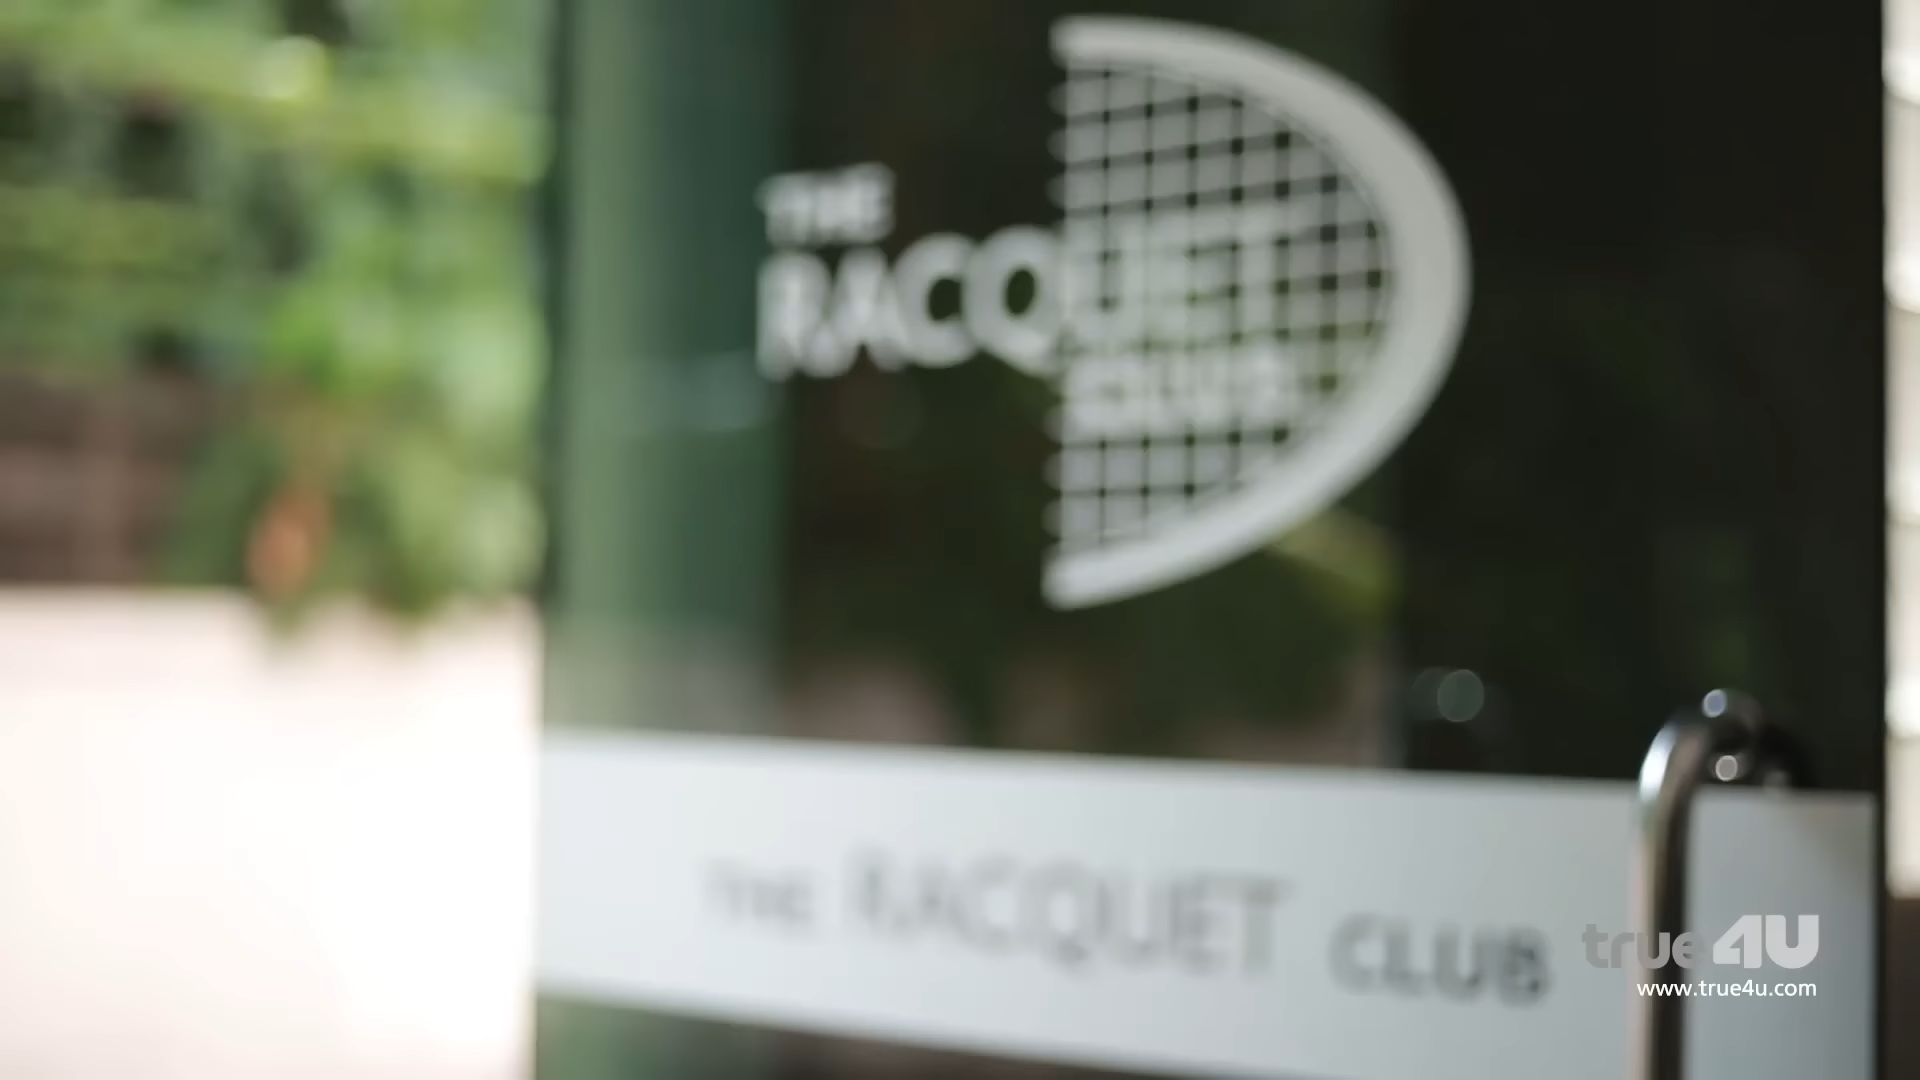 THE
RACQUET
CLUB
THE RACQUET CLUB
true4U
www.true4u.com